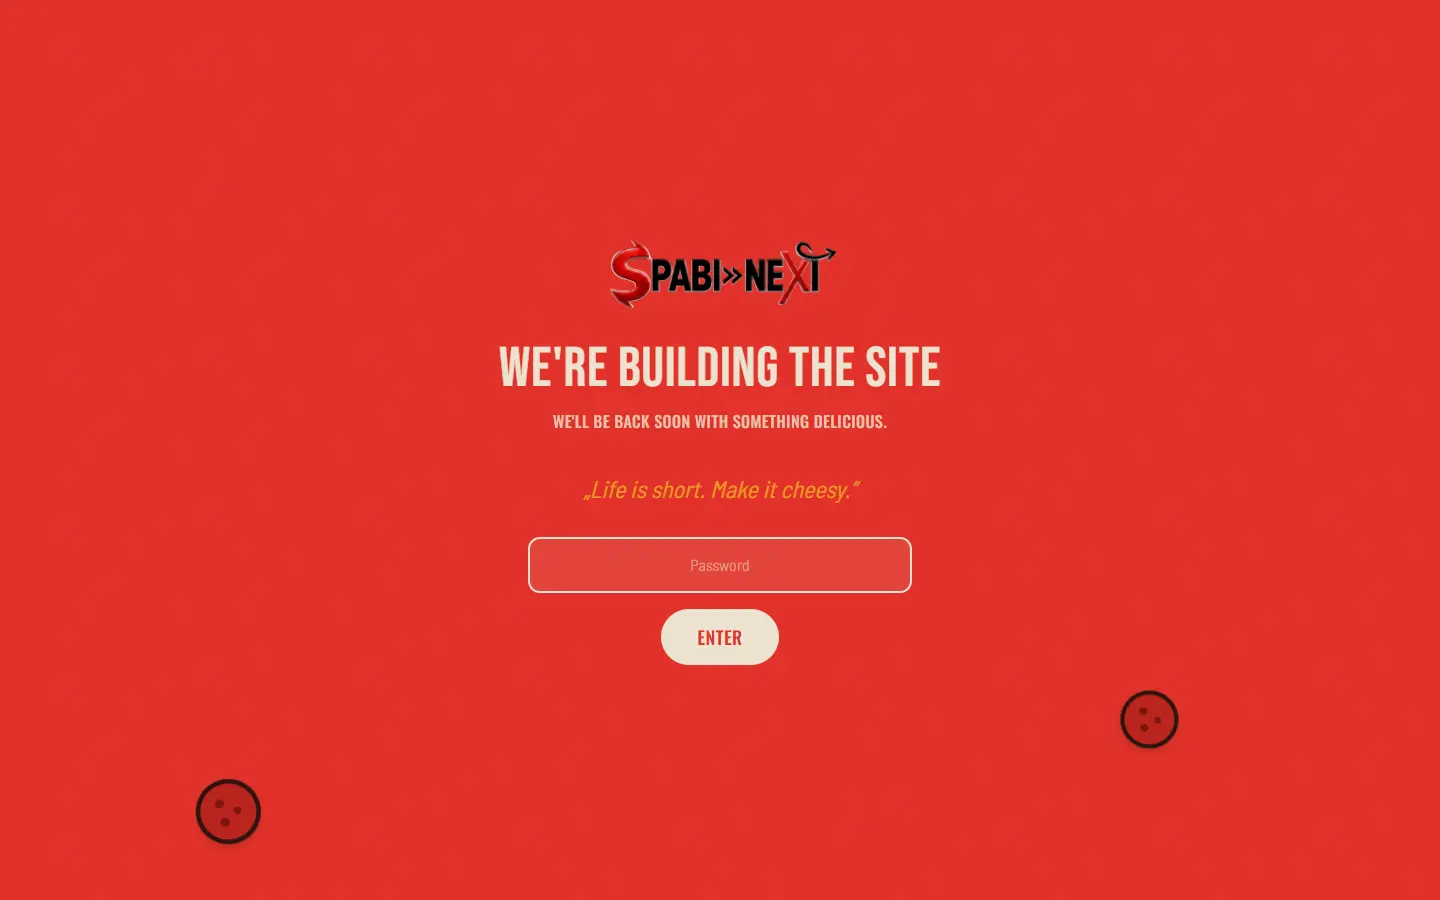 SPABI»NEXT
WE'RE BUILDING THE SITE
WE'LL BE BACK SOON WITH SOMETHING DELICIOUS.
„Life is short. Make it cheesy.”
Password
ENTER